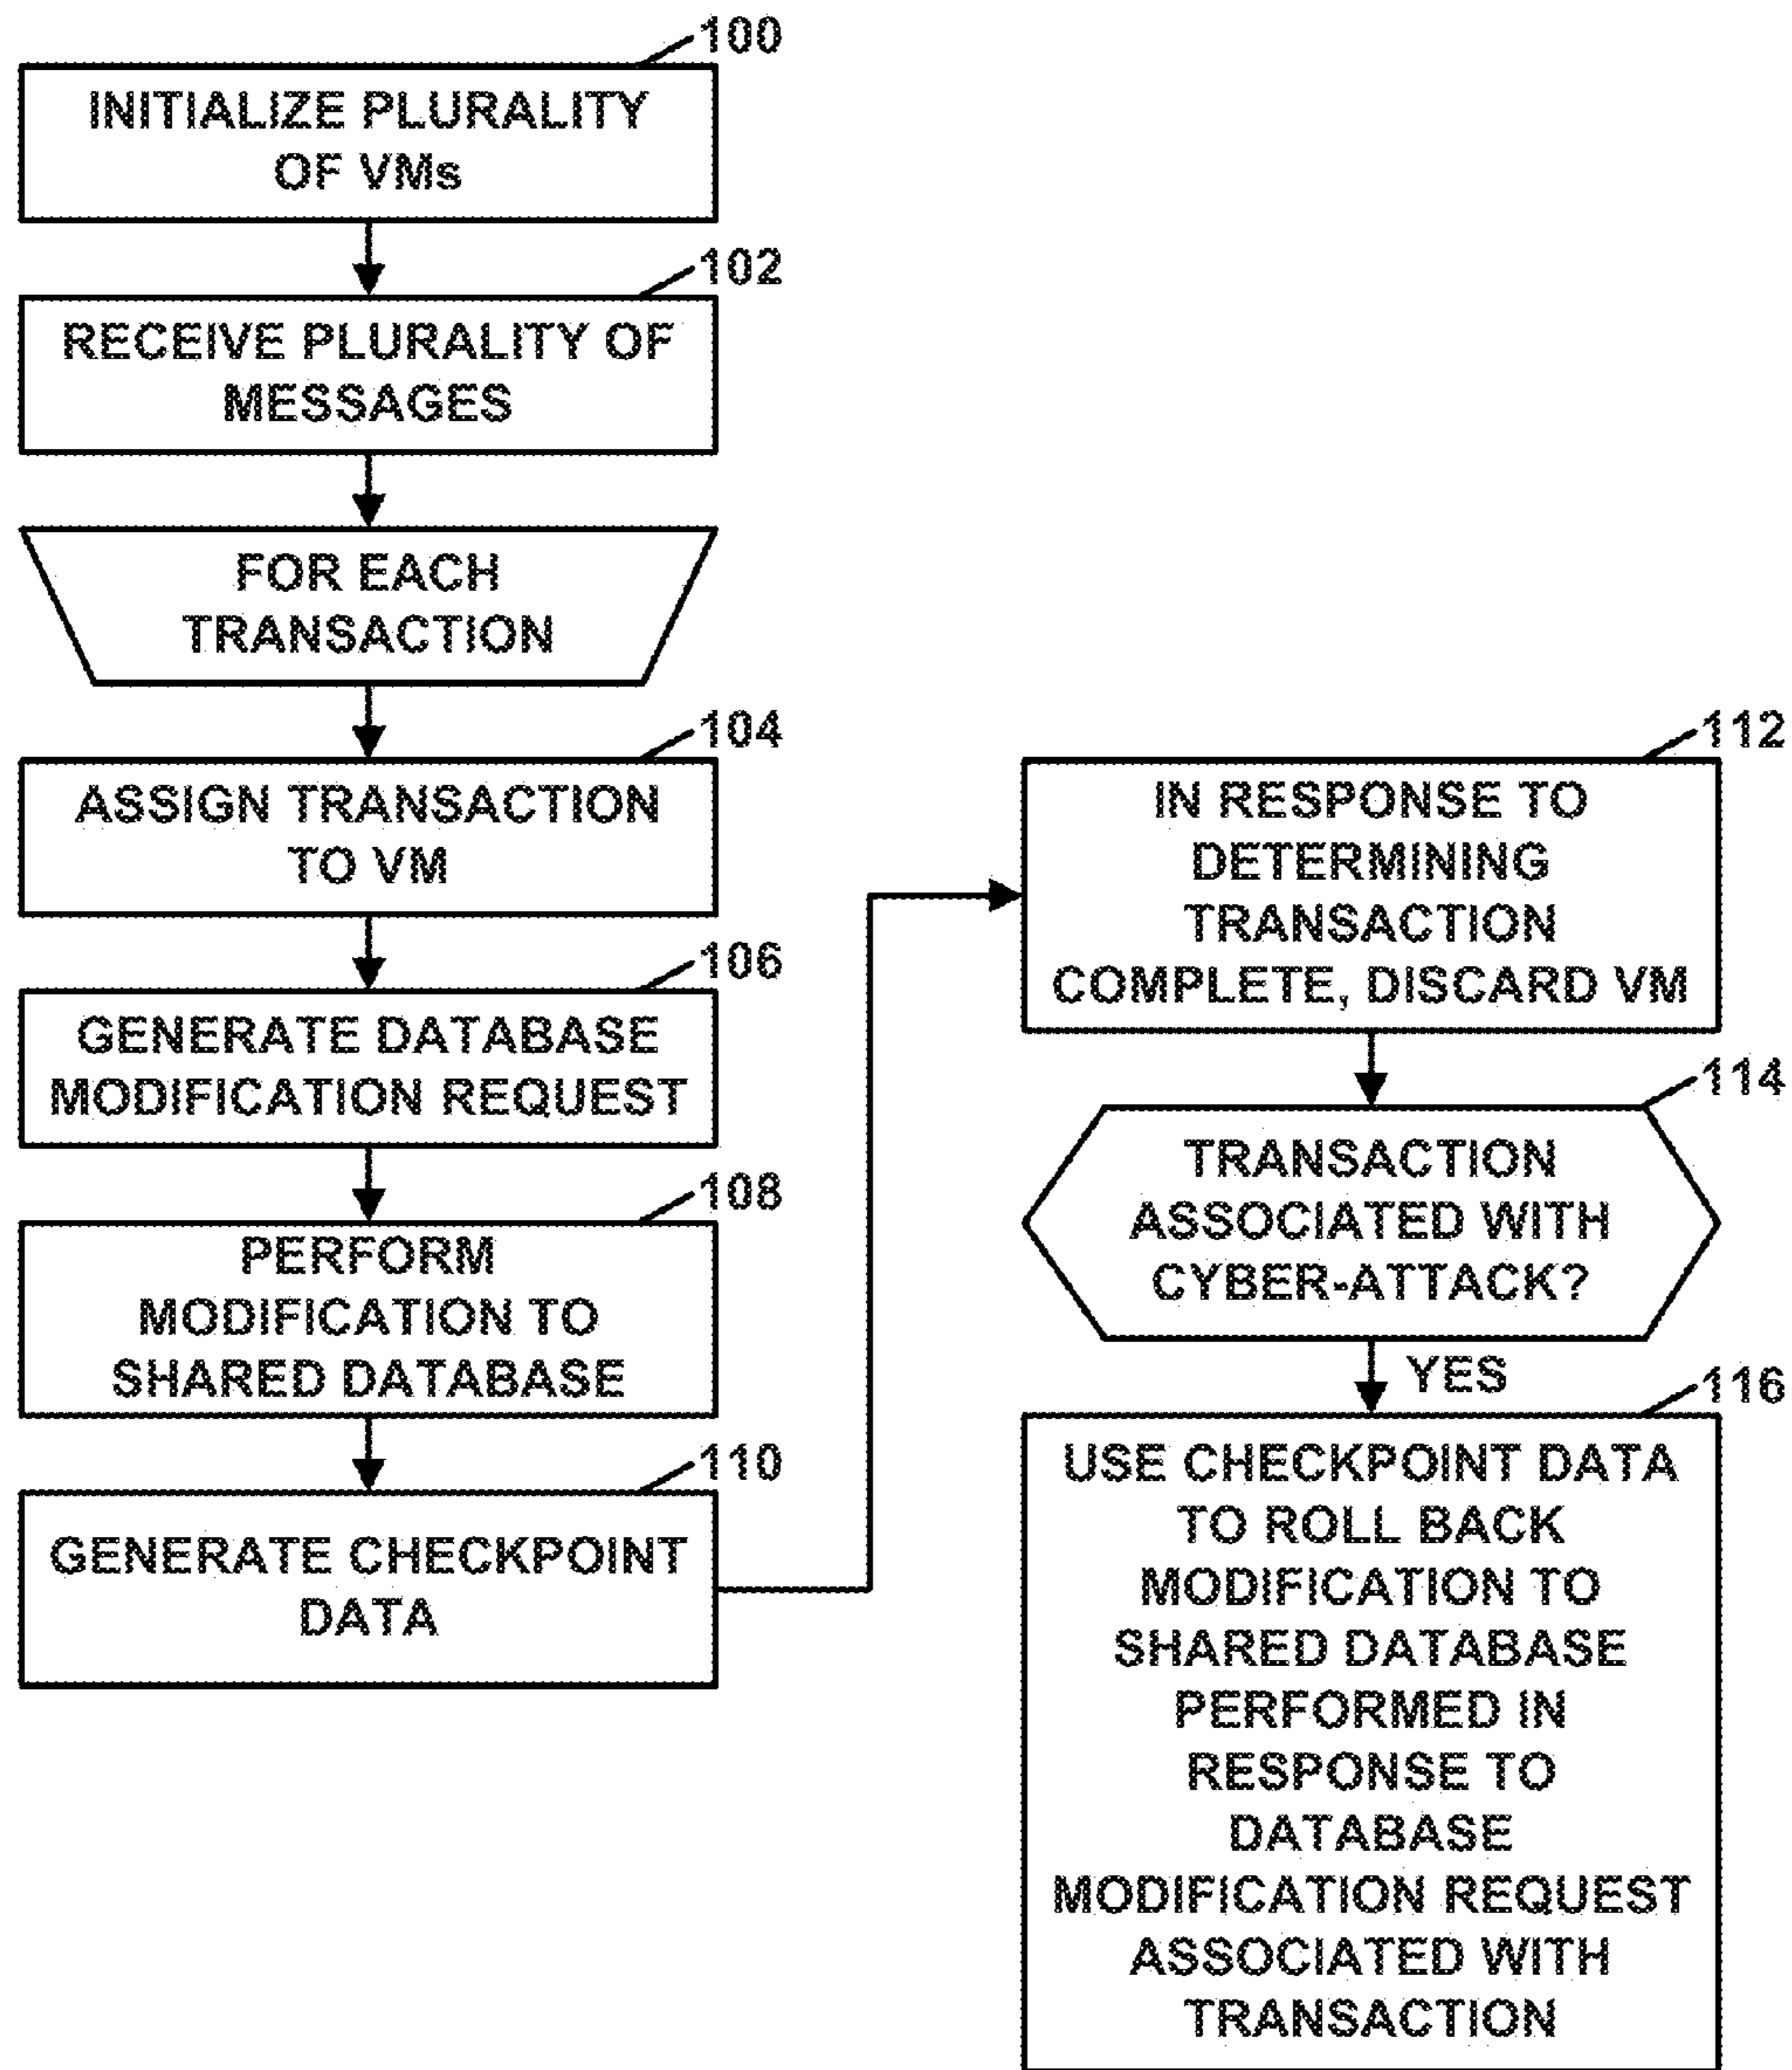 100
INITIALIZE PLURALITY
OF VMs
102
RECEIVE PLURALITY OF
MESSAGES
FOR EACH
TRANSACTION
104
ASSIGN TRANSACTION
TO VM
106
GENERATE DATABASE
MODIFICATION REQUEST
108
PERFORM
MODIFICATION TO
SHARED DATABASE
110
GENERATE CHECKPOINT
DATA
112
IN RESPONSE TO
DETERMINING
TRANSACTION
COMPLETE, DISCARD VM
114
TRANSACTION
ASSOCIATED WITH
CYBER-ATTACK?
YES
116
USE CHECKPOINT DATA
TO ROLL BACK
MODIFICATION TO
SHARED DATABASE
PERFORMED IN
RESPONSE TO
DATABASE
MODIFICATION REQUEST
ASSOCIATED WITH
TRANSACTION